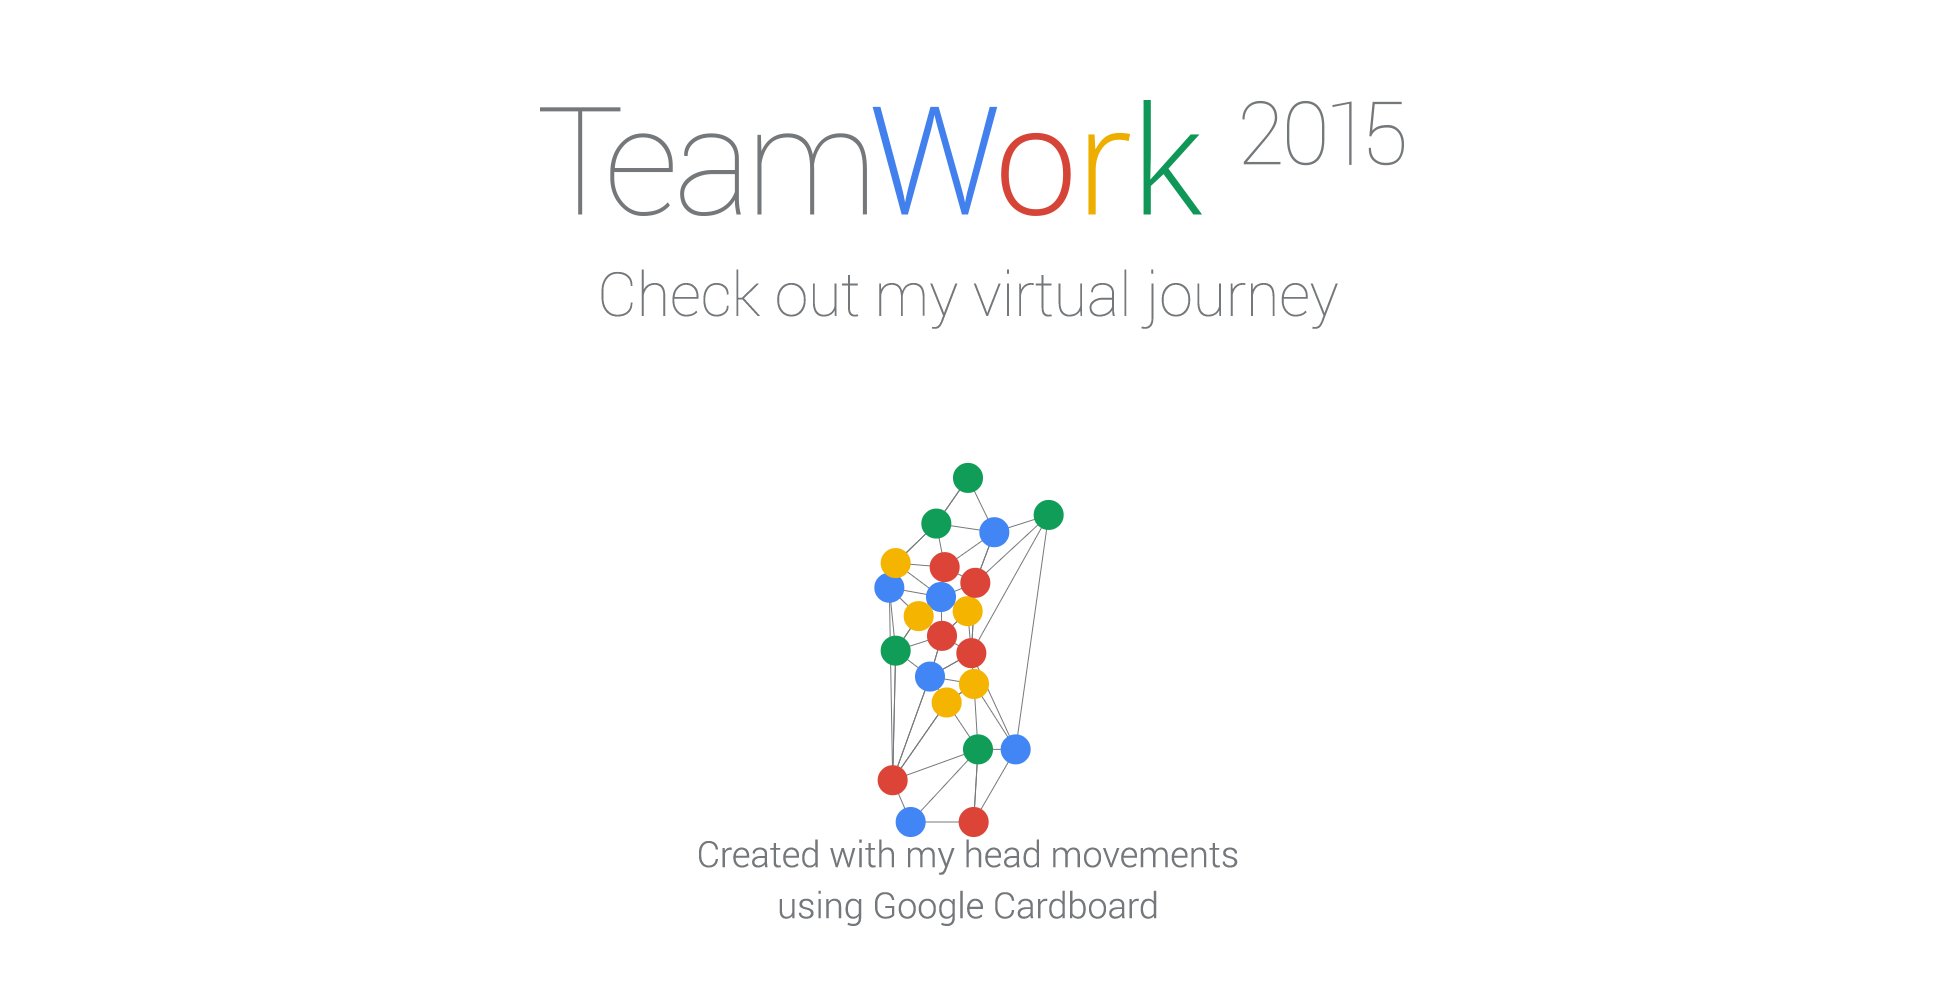 TeamWork 2015
Check out my virtual journey
Created with my head movements
using Google Cardboard